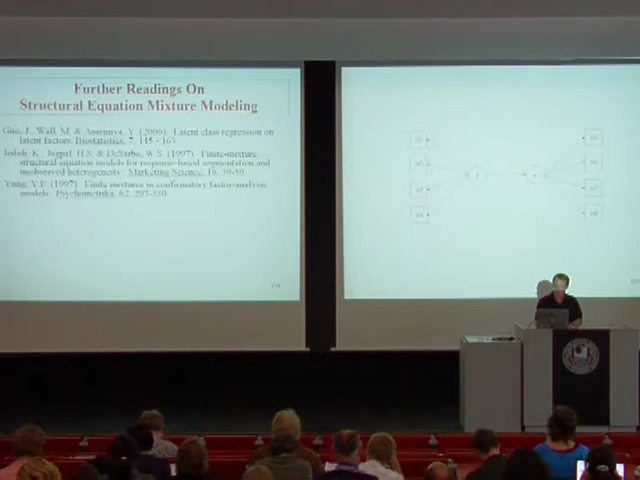 Further Readings On
Structural Equation Mixture Modeling
Guo, J., Wall, M. & Amemiya, Y. (2006). Latent class regression on
latent factors. Biostatistics, 7, 145 - 163.
Jedidi, K., Jagpal, H.S. & DeSarbo, W.S. (1997). Finite-mixture
structural equation models for response-based segmentation and
unobserved heterogeneity. Marketing Science, 16, 39-59.
Yung, Y.F. (1997). Finite mixtures in confirmatory factor-analysis
models. Psychometrika, 62, 297-330.